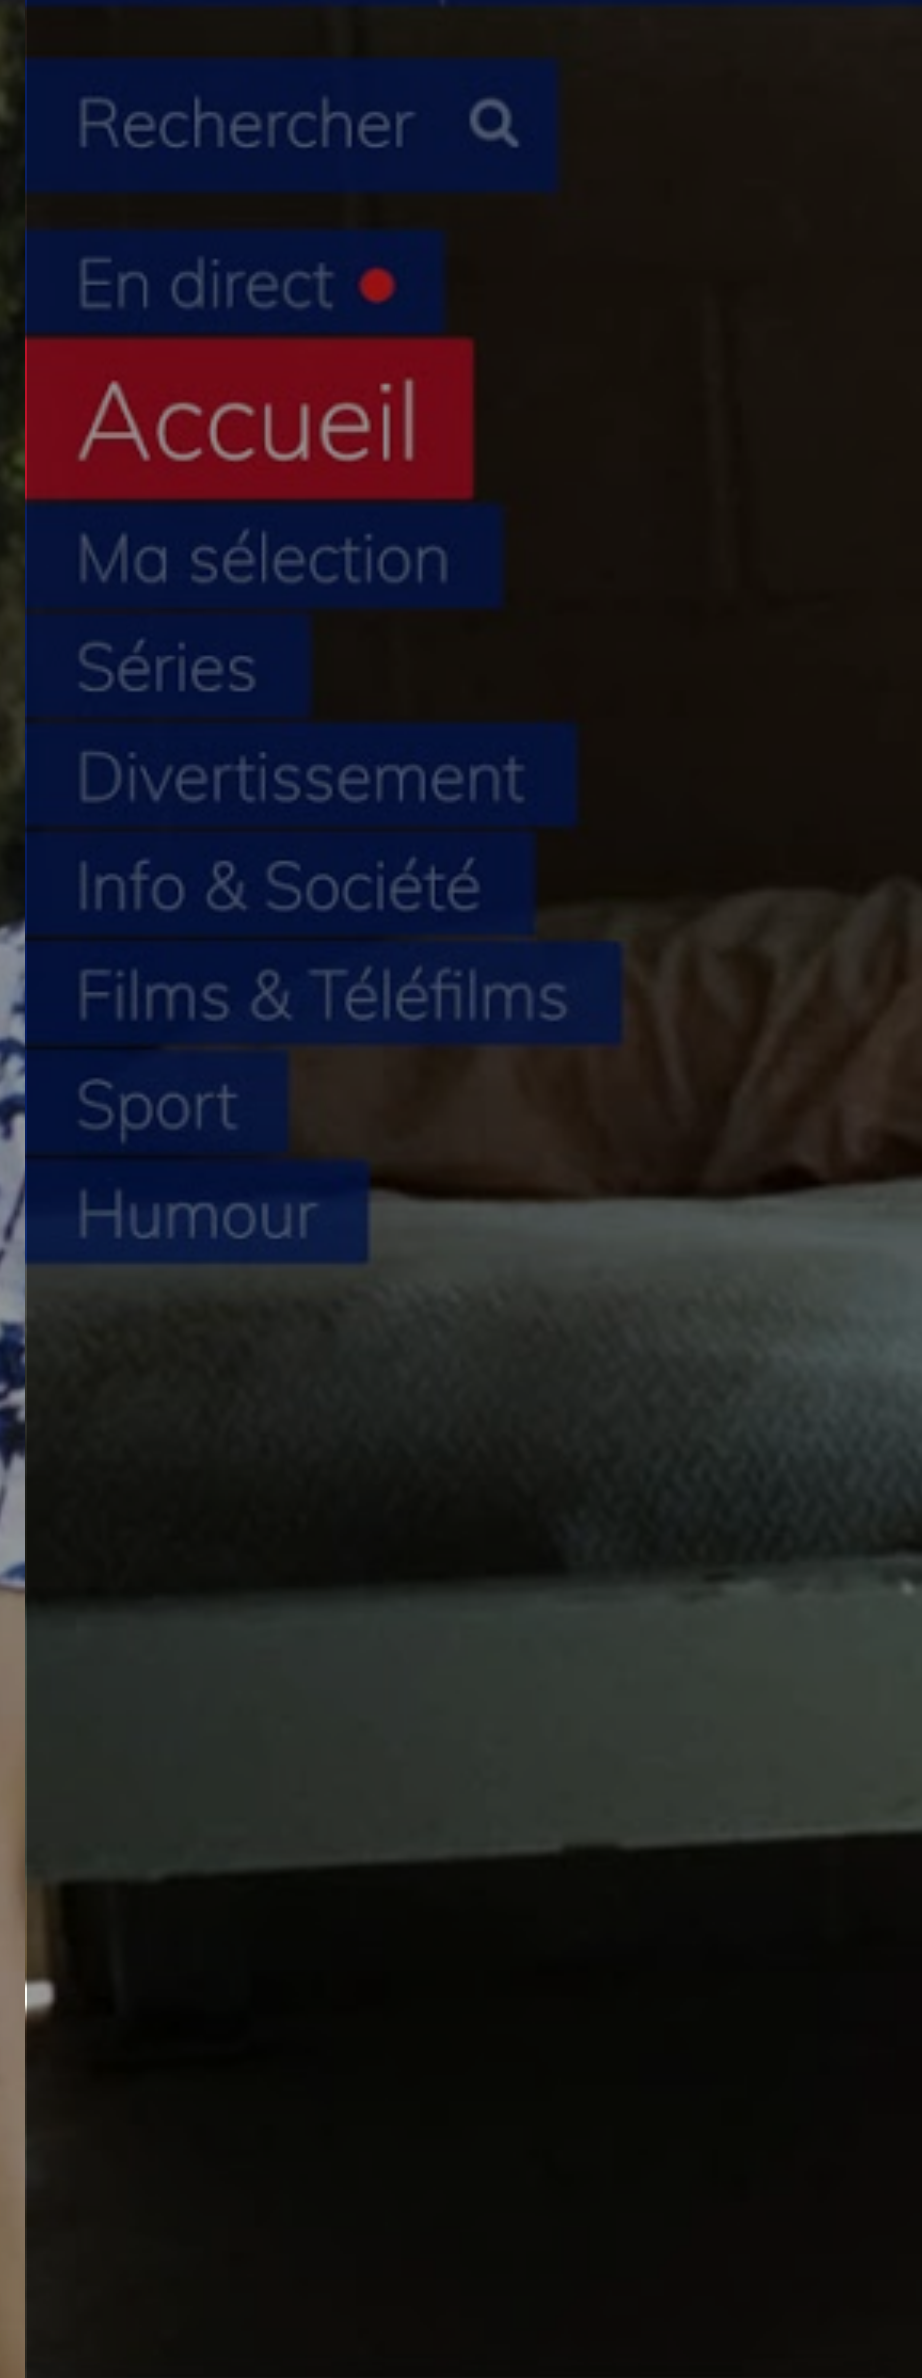 Rechercher
En direct
Accueil
Ma sélection
Séries
Divertissement
Info & Société
Films & Téléfilms
Sport
Humour